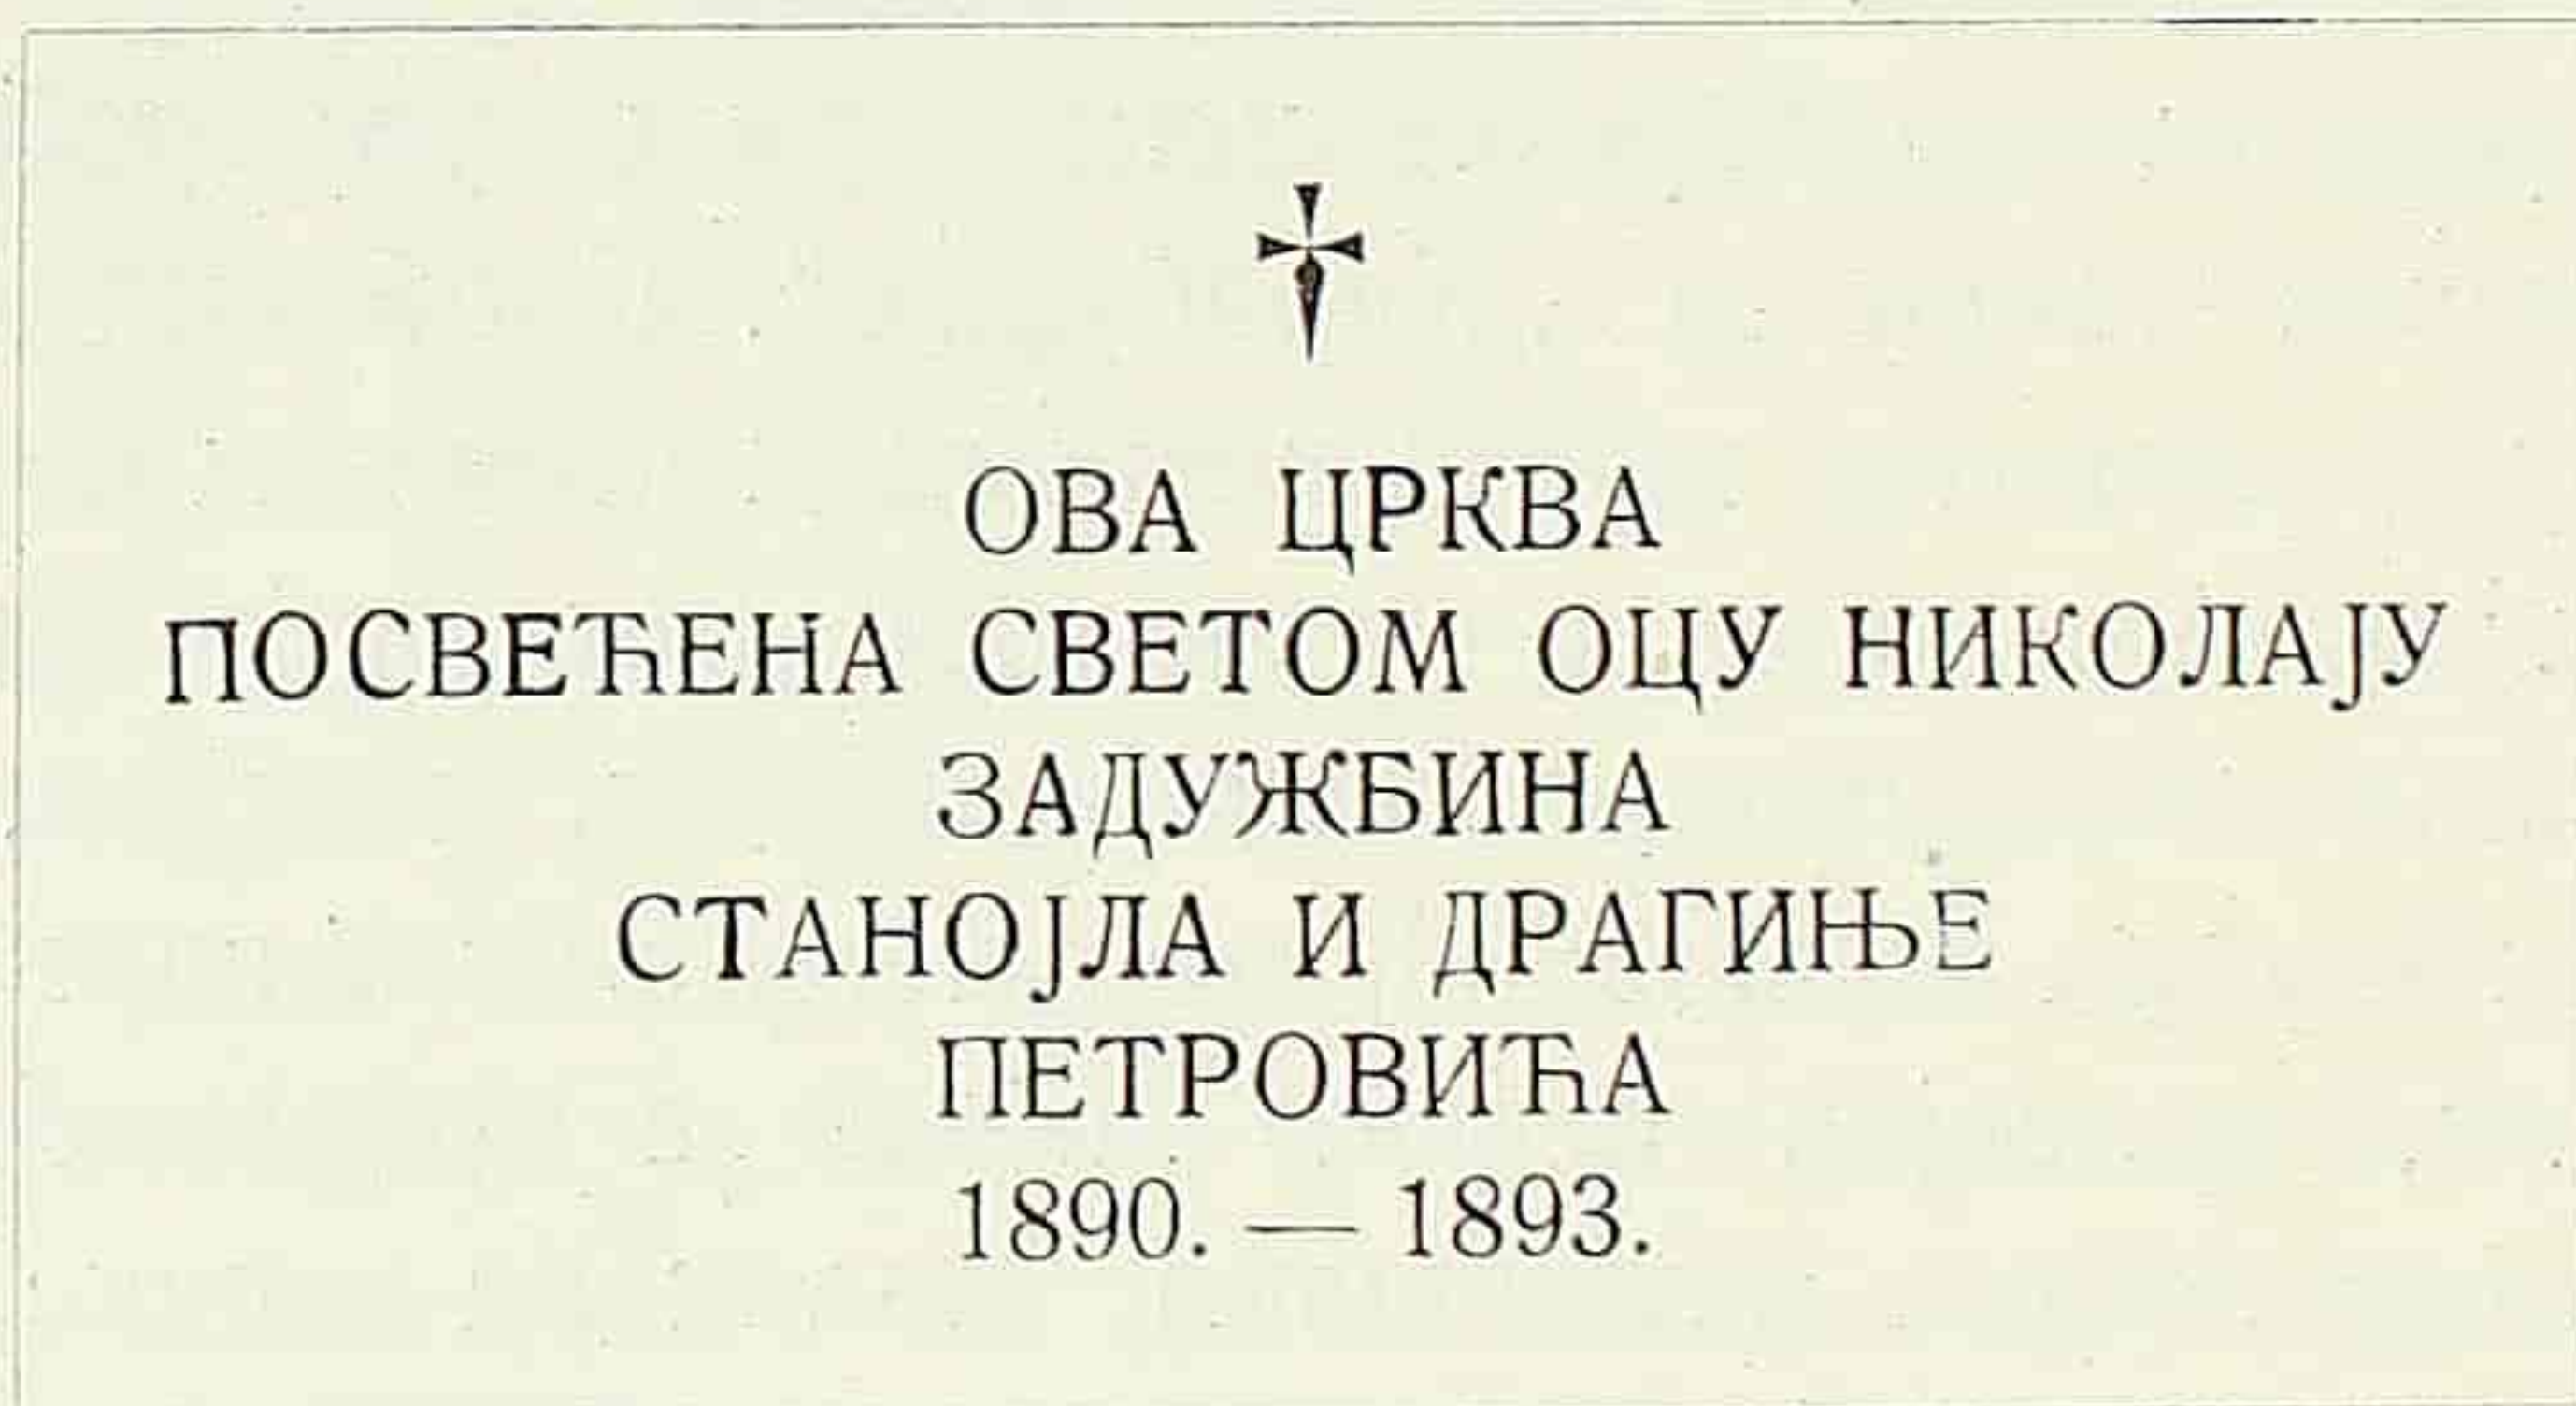 †
ОВА ЦРКВА
ПОСВЕЋЕНА СВЕТОМ ОЦУ НИКОЛАЈУ
ЗАДУЖБИНА
СТАНОЈЛА И ДРАГИЊЕ
ПЕТРОВИЋА
1890. — 1893.